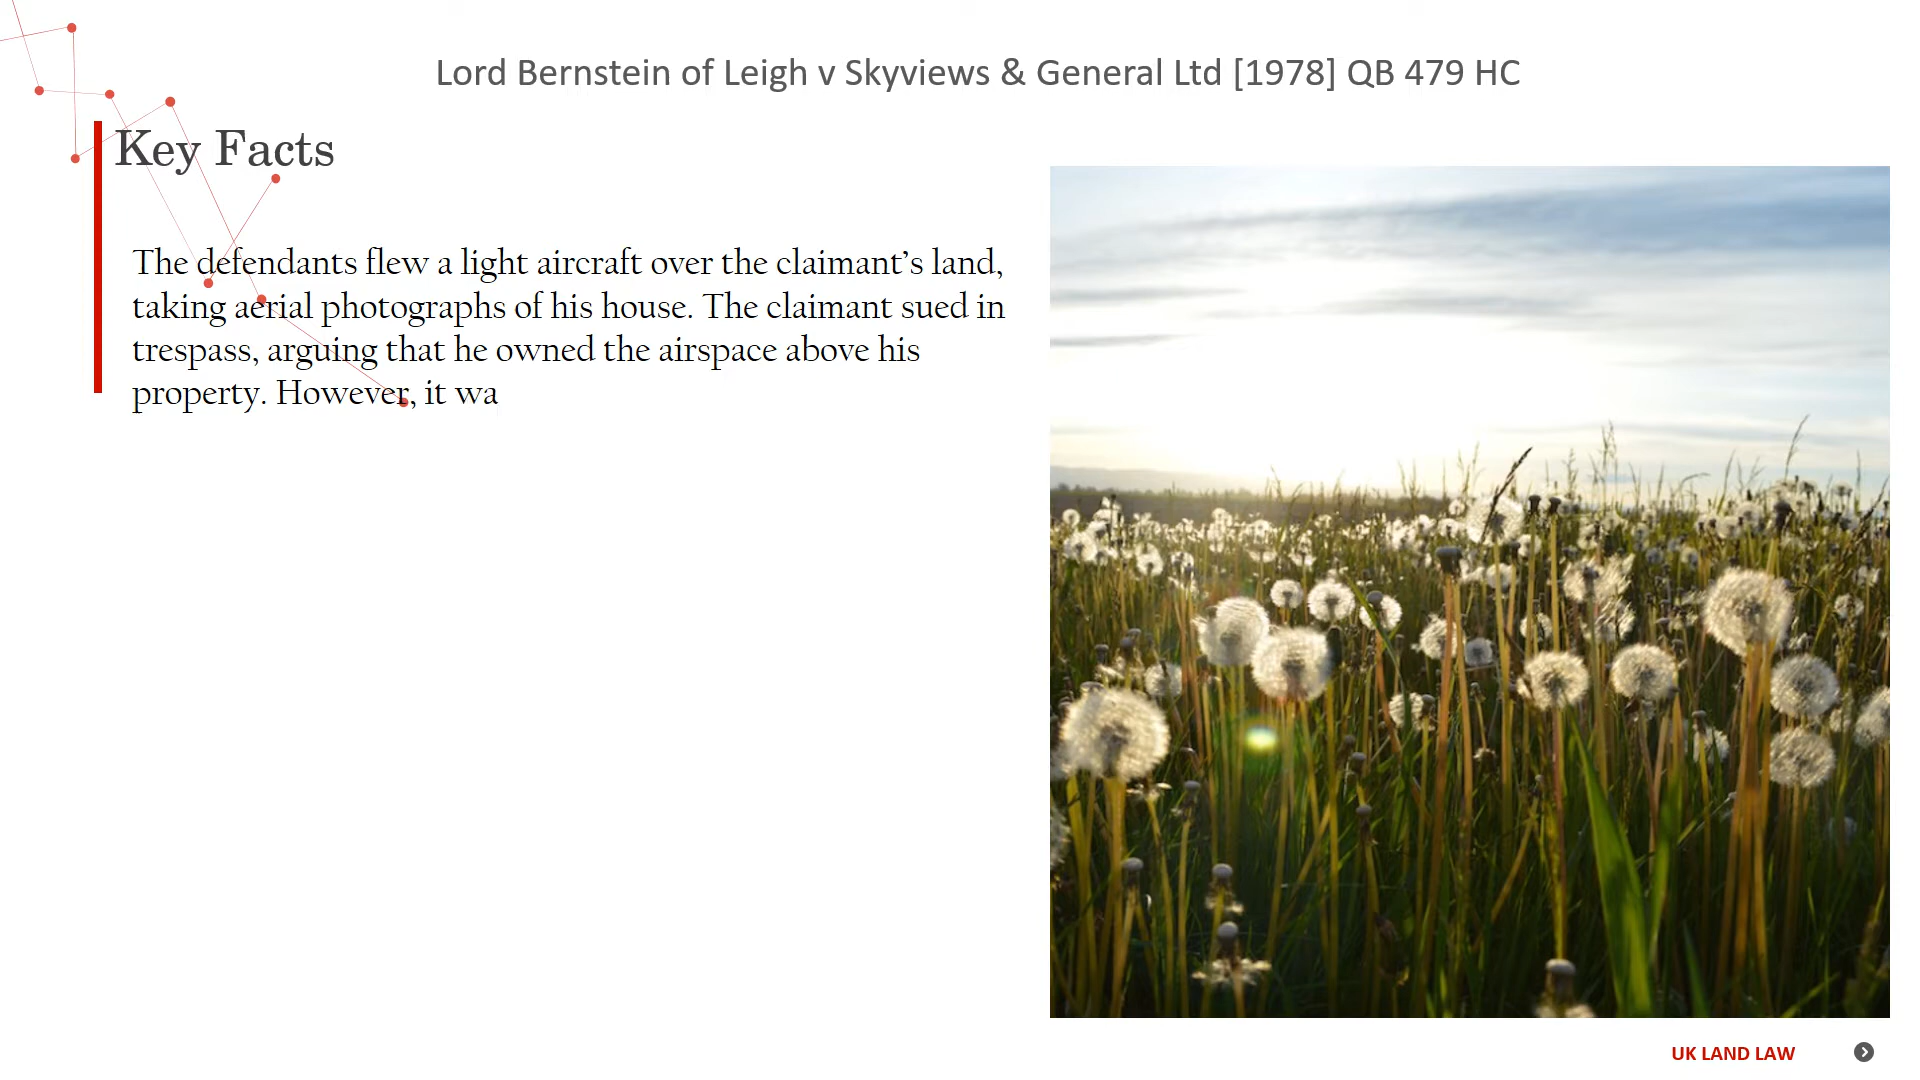 Lord Bernstein of Leigh v Skyviews & General Ltd [1978] QB 479 HC
Key Facts
The defendants flew a light aircraft over the claimant’s land,
taking aerial photographs of his house. The claimant sued in
trespass, arguing that he owned the airspace above his
property. However, it wa
UK LAND LAW